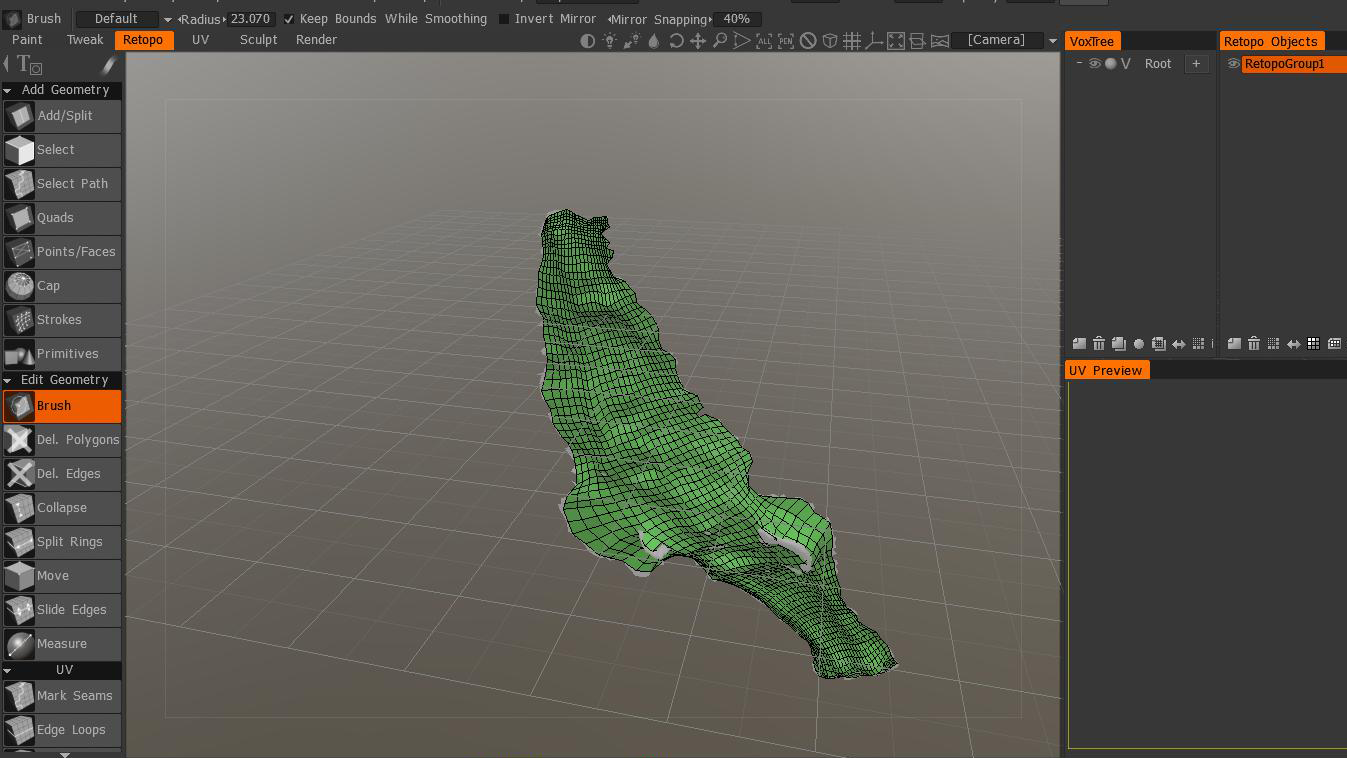 Brush Default Radius 23.070 Keep Bounds While Smoothing Invert Mirror Mirror Snapping 40%
Paint Tweak Retopo UV Sculpt Render ALL PEN [Camera]
VoxTree
Retopo Objects
− V Root +
RetopoGroup1
Add Geometry
Add/Split
Select
Select Path
Quads
Points/Faces
Cap
Strokes
Primitives
Edit Geometry
Brush
Del. Polygons
Del. Edges
Collapse
Split Rings
Move
Slide Edges
Measure
UV
Mark Seams
Edge Loops
UV Preview